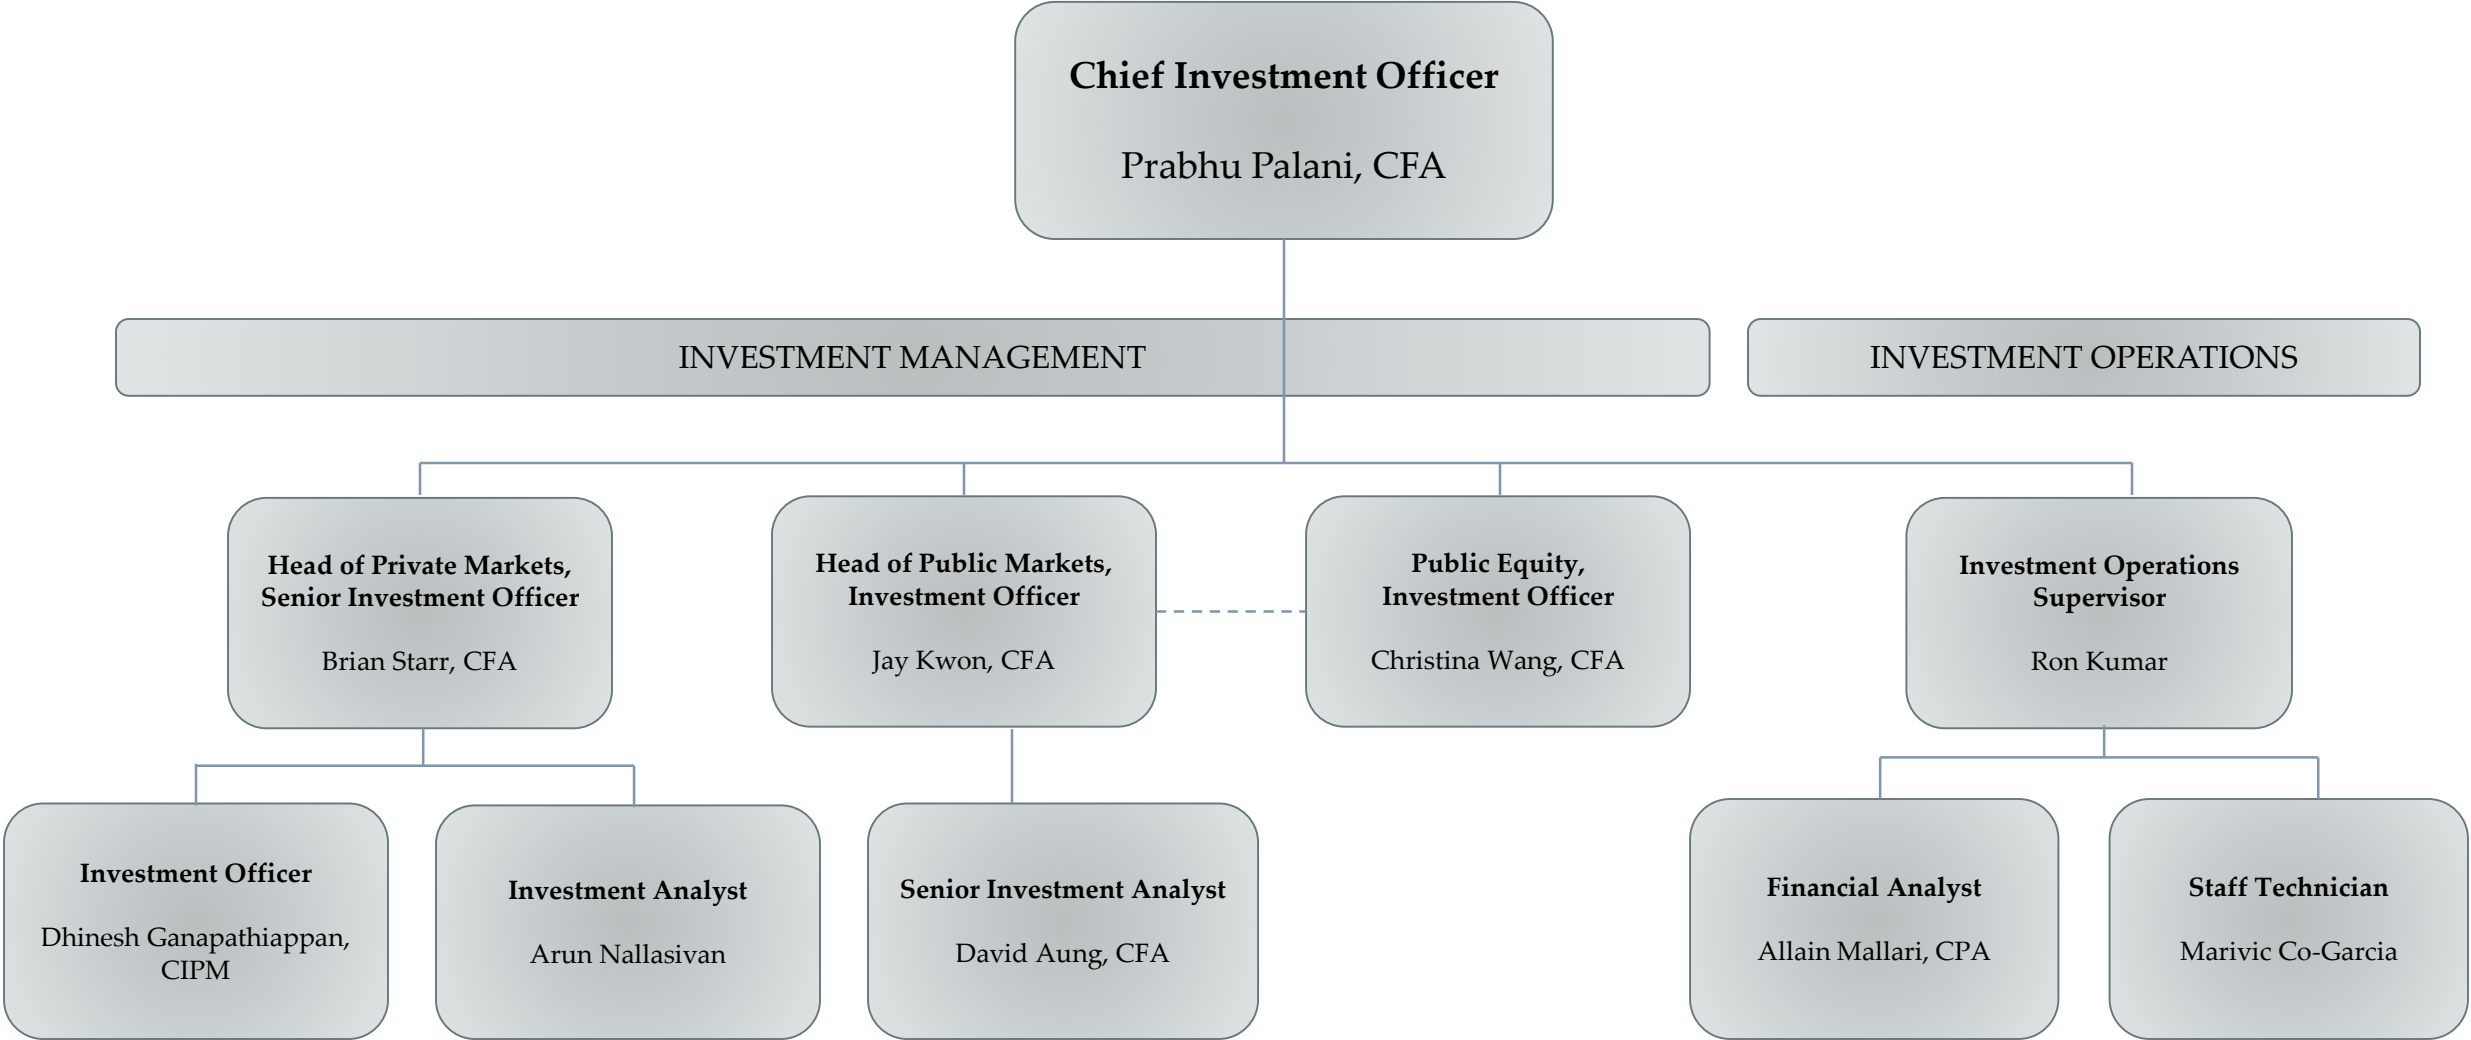 Chief Investment Officer
Prabhu Palani, CFA
INVESTMENT MANAGEMENT
INVESTMENT OPERATIONS
Head of Private Markets,
Senior Investment Officer
Brian Starr, CFA
Head of Public Markets,
Investment Officer
Jay Kwon, CFA
Public Equity,
Investment Officer
Christina Wang, CFA
Investment Operations
Supervisor
Ron Kumar
Investment Officer
Dhinesh Ganapathiappan,
CIPM
Investment Analyst
Arun Nallasivan
Senior Investment Analyst
David Aung, CFA
Financial Analyst
Allain Mallari, CPA
Staff Technician
Marivic Co-Garcia